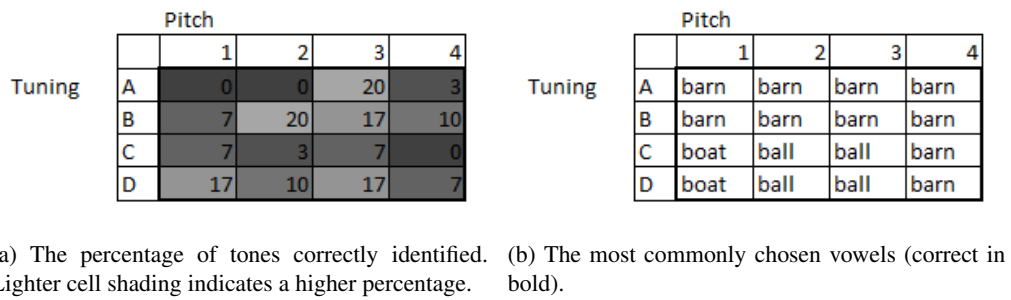 Pitch Pitch
1 2 3 4 1 2 3 4
Tuning A 0 0 20 3 Tuning A barn barn barn barn
B 7 20 17 10 B barn barn barn barn
C 7 3 7 0 C boat ball ball barn
D 17 10 17 7 D boat ball ball barn
a) The percentage of tones correctly identified. (b) The most commonly chosen vowels (correct in
Lighter cell shading indicates a higher percentage. bold).